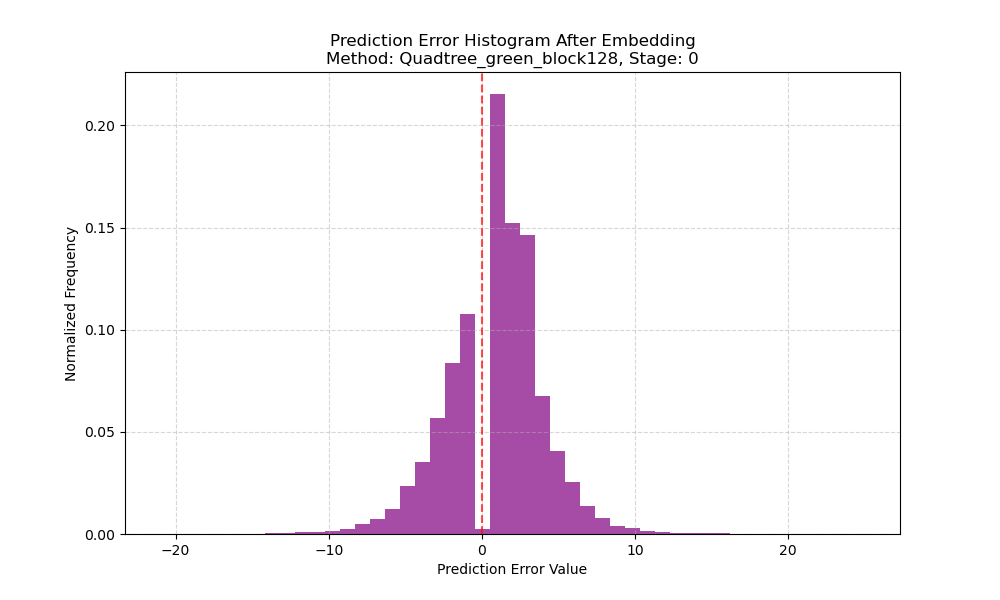 Prediction Error Histogram After Embedding
Method: Quadtree_green_block128, Stage: 0
Normalized Frequency
0.20
0.15
0.10
0.05
0.00
−20
−10
0
10
20
Prediction Error Value